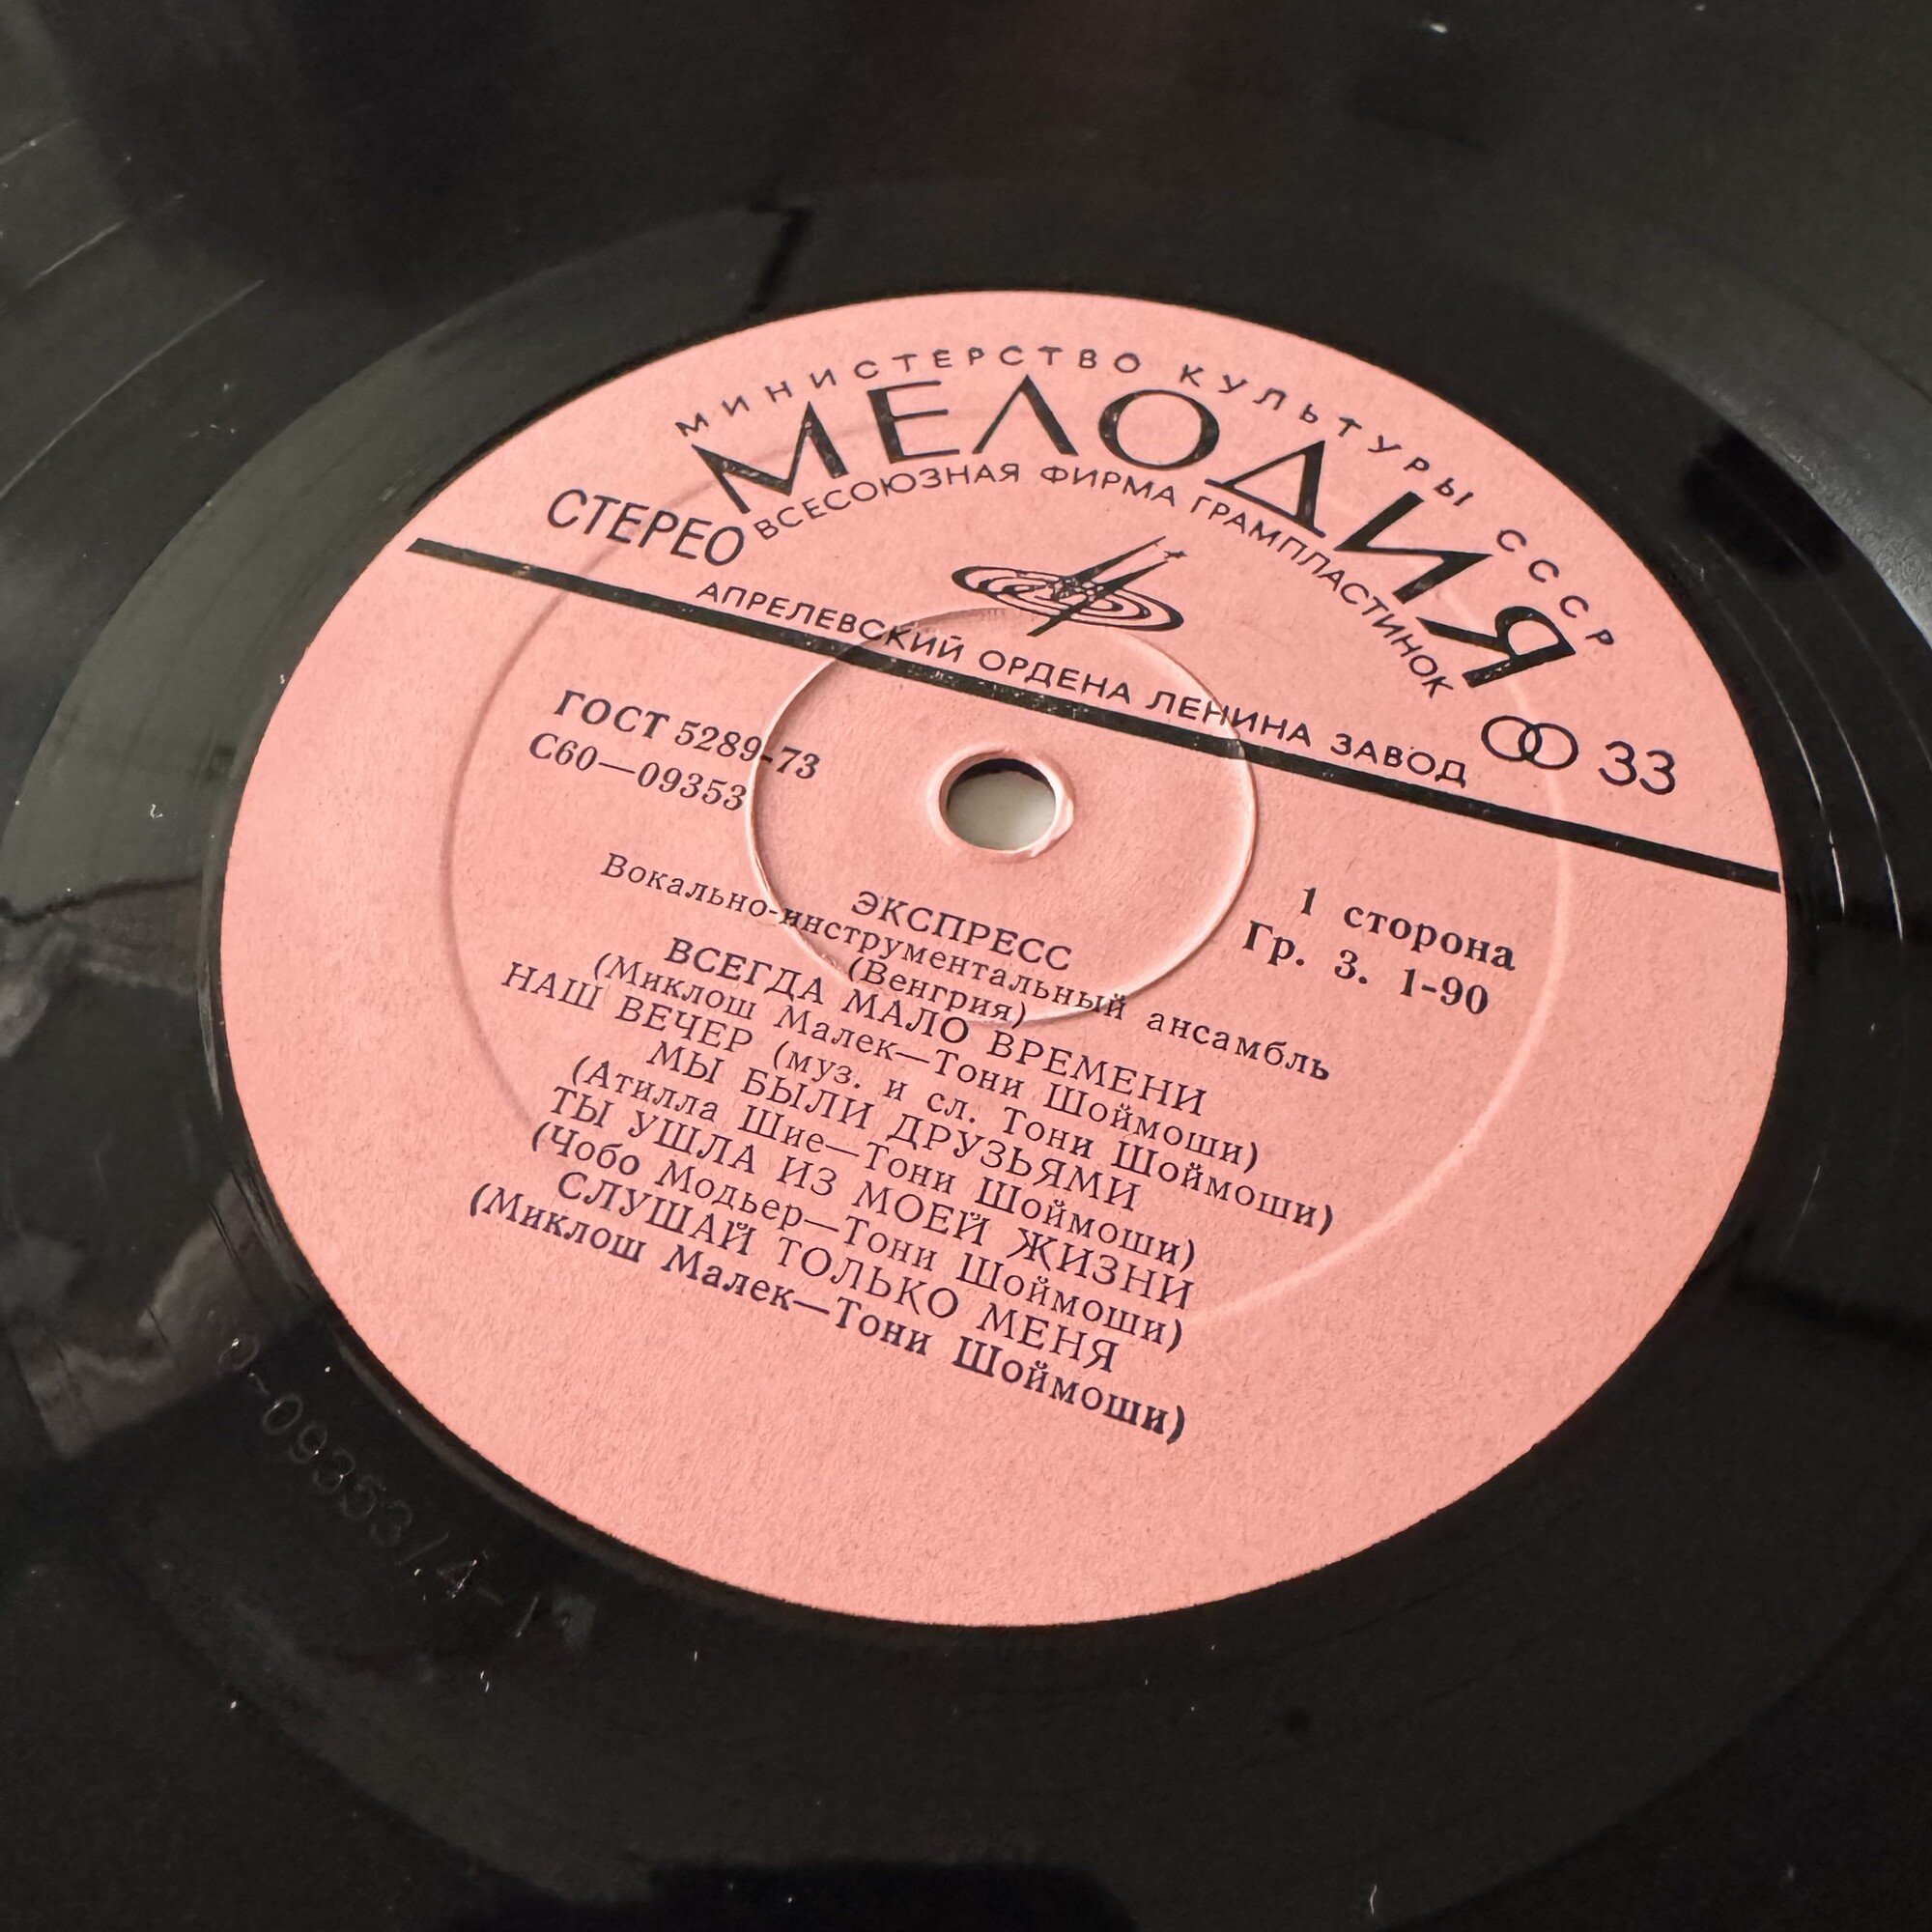 МИНИСТЕРСТВО КУЛЬТУРЫ СССР
МЕЛОДИЯ
ВСЕСОЮЗНАЯ ФИРМА ГРАМПЛАСТИНОК
СТЕРЕО
33
АПРЕЛЕВСКИЙ ОРДЕНА ЛЕНИНА ЗАВОД
ГОСТ 5289-73
С60—09353
1 сторона
Гр. 3. 1-90
ЭКСПРЕСС
Вокально-инструментальный ансамбль
(Венгрия)
ВСЕГДА МАЛО ВРЕМЕНИ
(Миклош Малек—Тони Шоймоши)
НАШ ВЕЧЕР (муз. и сл. Тони Шоймоши)
МЫ БЫЛИ ДРУЗЬЯМИ
(Атилла Шие—Тони Шоймоши)
ТЫ УШЛА ИЗ МОЕЙ ЖИЗНИ
(Чобо Модьер—Тони Шоймоши)
СЛУШАЙ ТОЛЬКО МЕНЯ
(Миклош Малек—Тони Шоймоши)